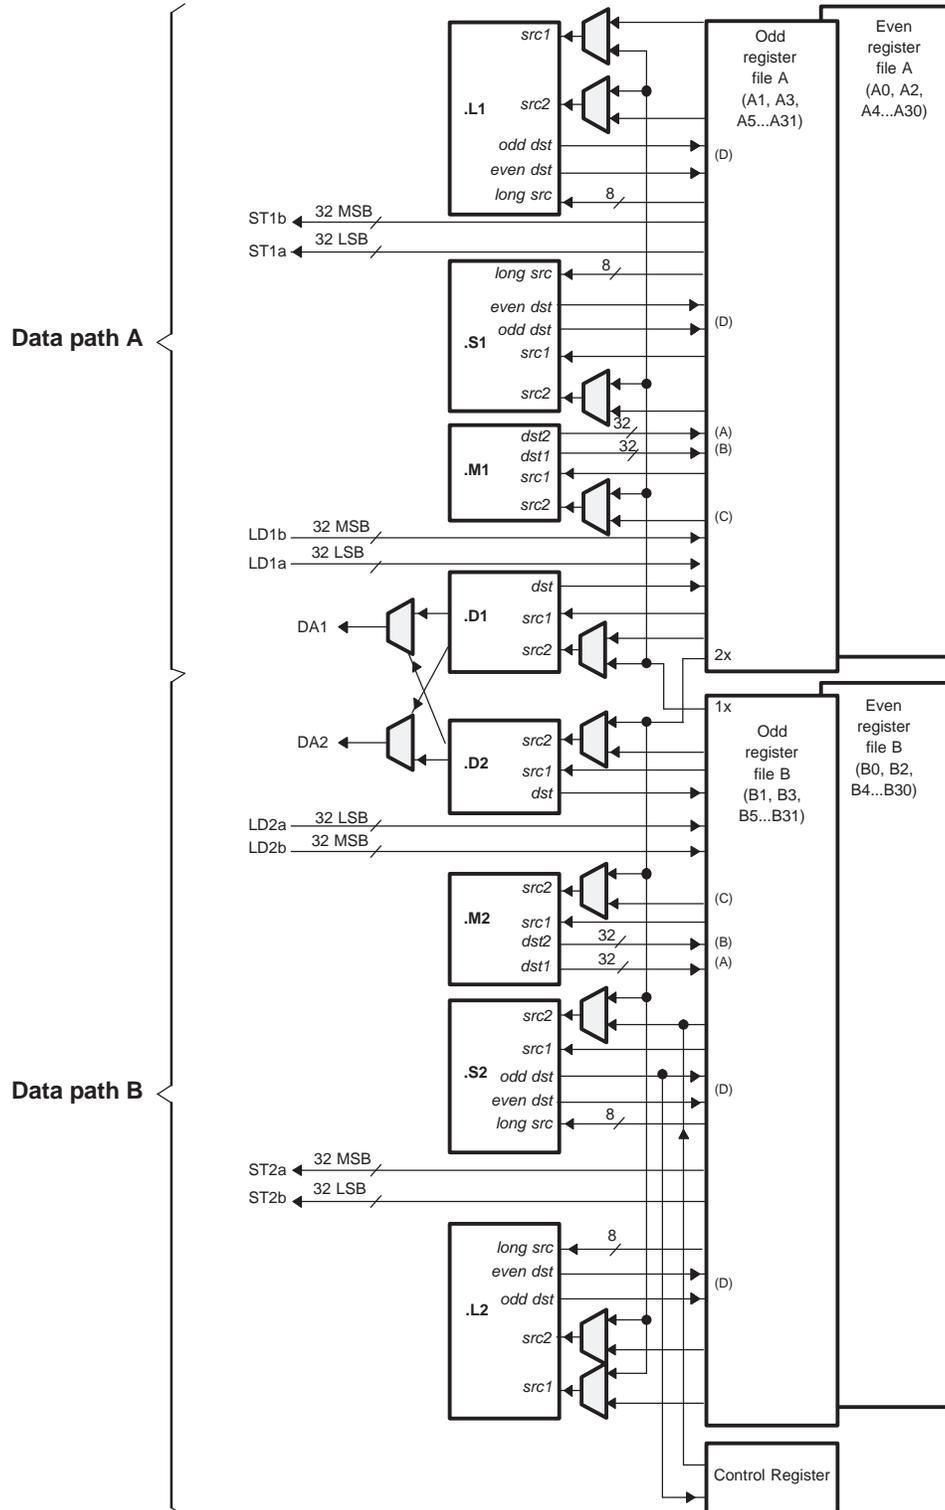 Even
register
file A
(A0, A2,
A4...A30)
Odd
register
file A
(A1, A3,
A5...A31)
.L1
src1
src2
odd dst
even dst
long src
8
(D)
ST1b
32 MSB
ST1a
32 LSB
Data path A
.S1
long src
8
even dst
odd dst
(D)
src1
src2
.M1
dst2
32
(A)
dst1
32
(B)
src1
src2
(C)
LD1b
32 MSB
LD1a
32 LSB
.D1
dst
src1
src2
DA1
2x
1x
DA2
.D2
src2
src1
dst
Odd
register
file B
(B1, B3,
B5...B31)
Even
register
file B
(B0, B2,
B4...B30)
LD2a
32 LSB
LD2b
32 MSB
.M2
src2
(C)
src1
dst2
32
(B)
dst1
32
(A)
Data path B
.S2
src2
src1
odd dst
even dst
(D)
long src
8
ST2a
32 MSB
ST2b
32 LSB
.L2
long src
8
even dst
odd dst
(D)
src2
src1
Control Register